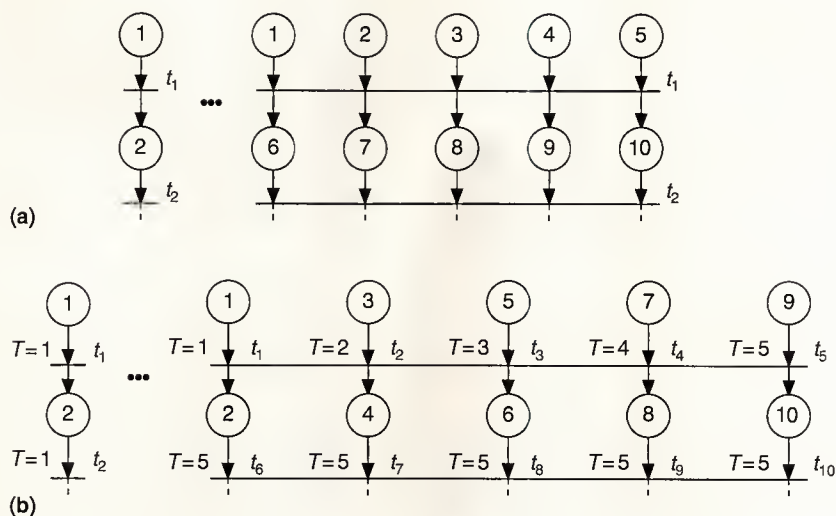 1 1 2 3 4 5
t₁ t₁
•••
2 6 7 8 9 10
t₂ t₂
(a)
1 1 3 5 7 9
T=1 t₁ T=1 t₁ T=2 t₂ T=3 t₃ T=4 t₄ T=5 t₅
•••
2 2 4 6 8 10
T=1 t₂ T=5 t₆ T=5 t₇ T=5 t₈ T=5 t₉ T=5 t₁₀
(b)